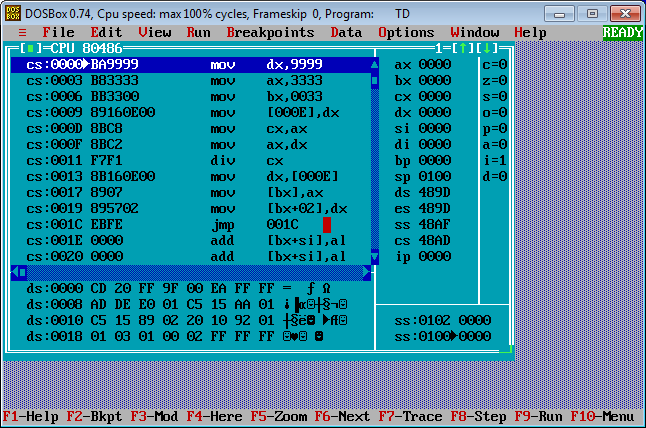 DOSBox 0.74, Cpu speed: max 100% cycles, Frameskip 0, Program: TD
≡ File Edit View Run Breakpoints Data Options Window Help READY
[■]=CPU 80486 1=[↑][↓]
cs:0000▶BA9999 mov dx,9999 ax 0000 c=0
cs:0003 B83333 mov ax,3333 bx 0000 z=0
cs:0006 BB3300 mov bx,0033 cx 0000 s=0
cs:0009 89160E00 mov [000E],dx dx 0000 o=0
cs:000D 8BC8 mov cx,ax si 0000 p=0
cs:000F 8BC2 mov ax,dx di 0000 a=0
cs:0011 F7F1 div cx bp 0000 i=1
cs:0013 8B160E00 mov dx,[000E] sp 0100 d=0
cs:0017 8907 mov [bx],ax ds 489D
cs:0019 895702 mov [bx+02],dx es 489D
cs:001C EBFE jmp 001C ss 48AF
cs:001E 0000 add [bx+si],al cs 48AD
cs:0020 0000 add [bx+si],al ip 0000
ds:0000 CD 20 FF 9F 00 EA FF FF = ƒ Ω
ds:0008 AD DE E0 01 C5 15 AA 01 ¡▐α☺┼§¬☺
ds:0010 C5 15 89 02 20 10 92 01 ┼§ë☻ ►Æ☺ ss:0102 0000
ds:0018 01 03 01 00 02 FF FF FF ☺♥☺ ☻ ss:0100▶0000
F1-Help F2-Bkpt F3-Mod F4-Here F5-Zoom F6-Next F7-Trace F8-Step F9-Run F10-Menu